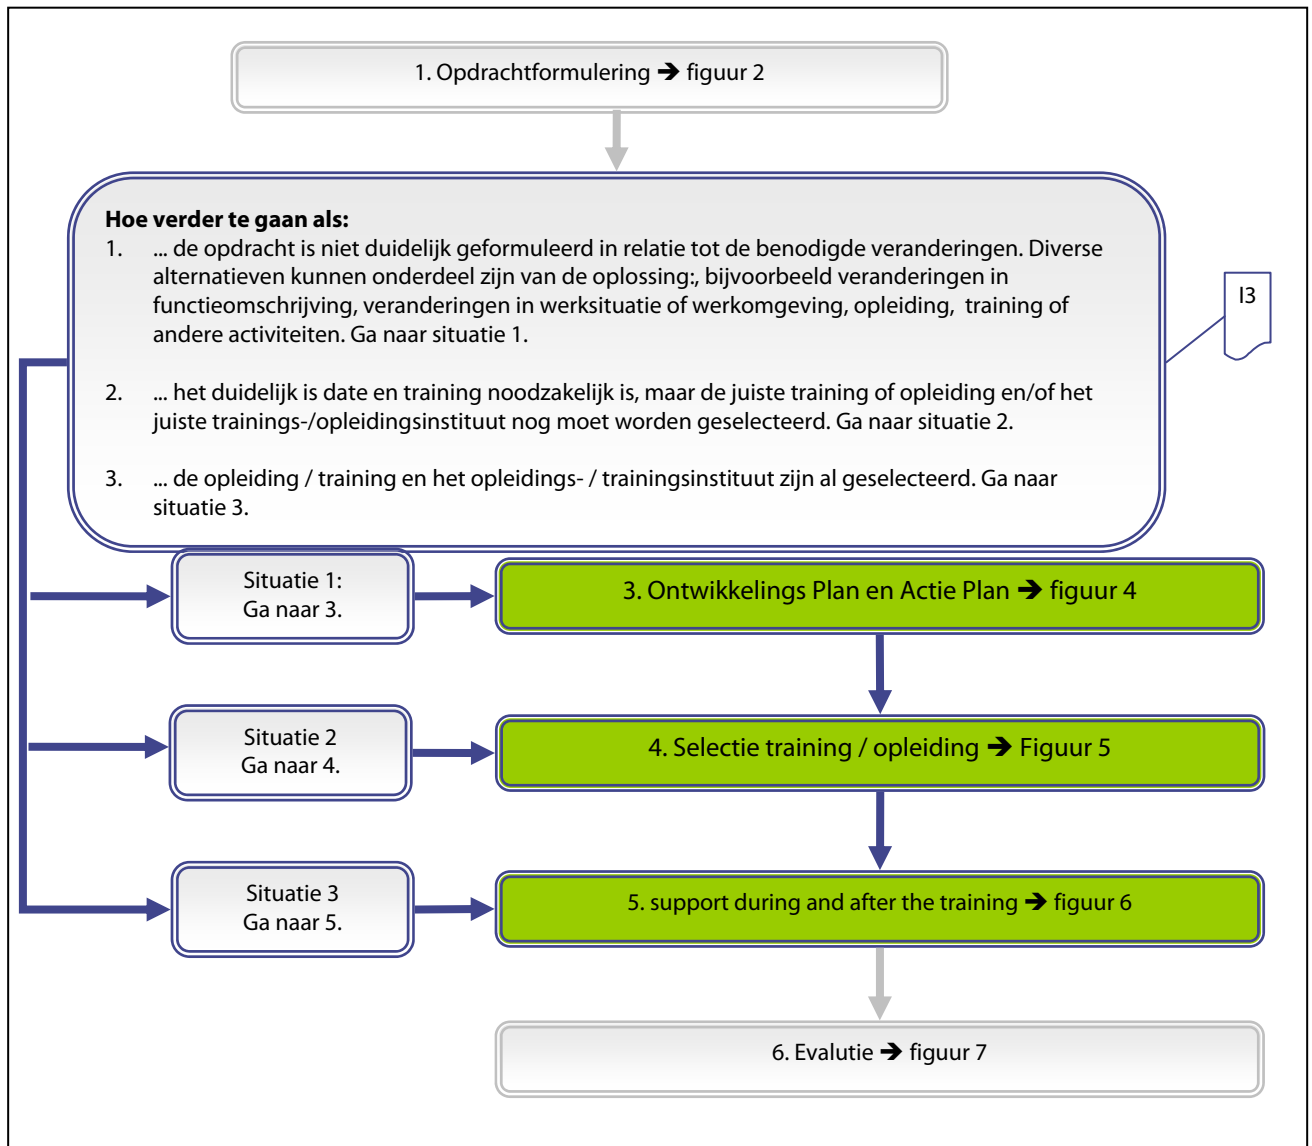 1. Opdrachtformulering ➔ figuur 2
Hoe verder te gaan als:
1. ... de opdracht is niet duidelijk geformuleerd in relatie tot de benodigde veranderingen. Diverse
alternatieven kunnen onderdeel zijn van de oplossing:, bijvoorbeeld veranderingen in
functieomschrijving, veranderingen in werksituatie of werkomgeving, opleiding, training of
andere activiteiten. Ga naar situatie 1.
I3
2. ... het duidelijk is date en training noodzakelijk is, maar de juiste training of opleiding en/of het
juiste trainings-/opleidingsinstituut nog moet worden geselecteerd. Ga naar situatie 2.
3. ... de opleiding / training en het opleidings- / trainingsinstituut zijn al geselecteerd. Ga naar
situatie 3.
Situatie 1:
Ga naar 3.
3. Ontwikkelings Plan en Actie Plan ➔ figuur 4
Situatie 2
Ga naar 4.
4. Selectie training / opleiding ➔ Figuur 5
Situatie 3
Ga naar 5.
5. support during and after the training ➔ figuur 6
6. Evalutie ➔ figuur 7